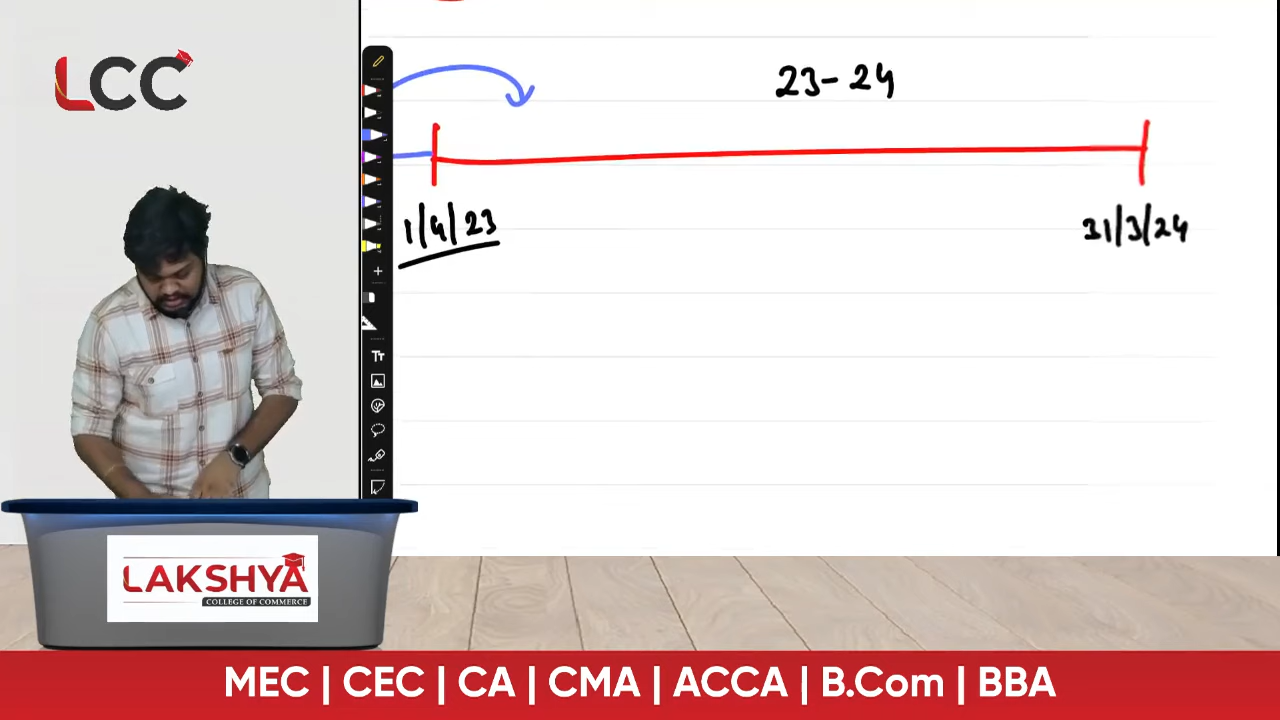 LCC
23-24
1/4/23
31/3/24
Tт
LAKSHYA
COLLEGE OF COMMERCE
MEC | CEC | CA | CMA | ACCA | B.Com | BBA